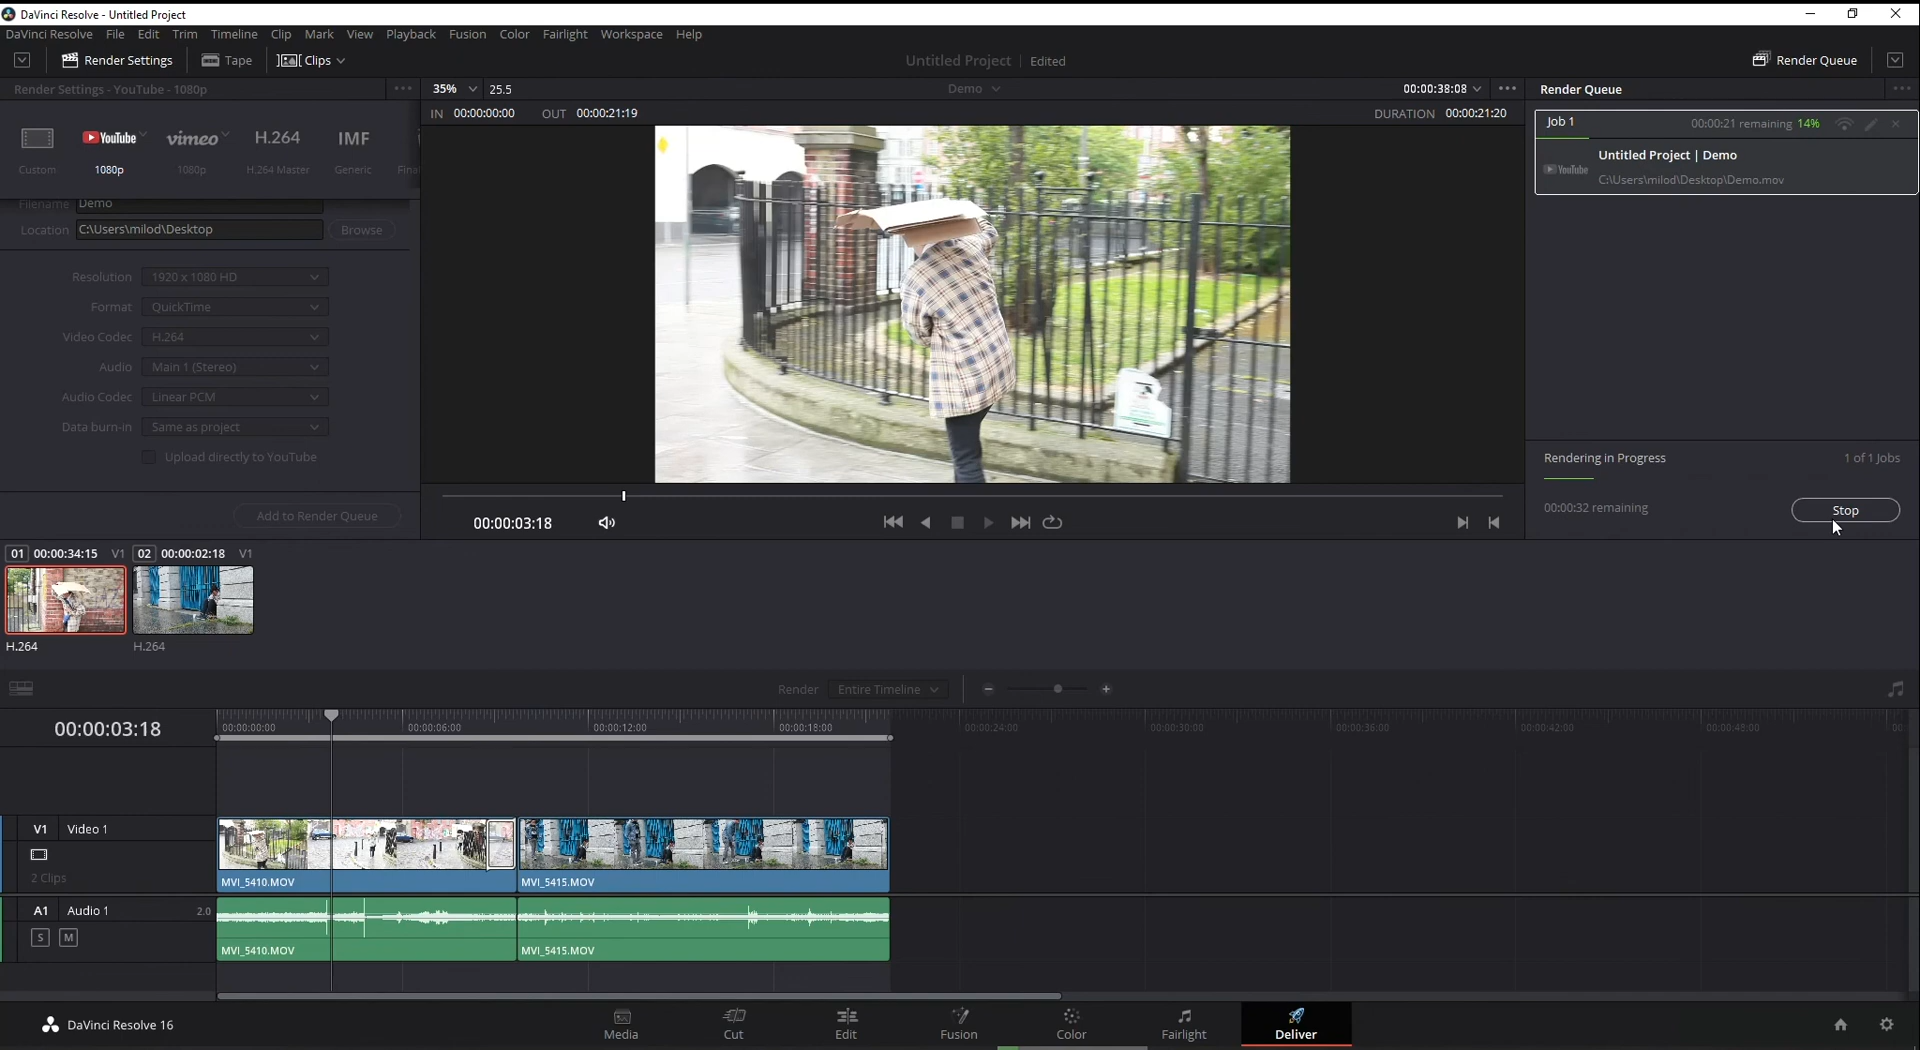 DaVinci Resolve - Untitled Project
DaVinci Resolve File Edit Trim Timeline Clip Mark View Playback Fusion Color Fairlight Workspace Help
Render Settings Tape Clips Untitled Project Edited Render Queue
Render Settings - YouTube - 1080p 35% 25.5 Demo 00:00:38:08 Render Queue
IN 00:00:00:00 OUT 00:00:21:19 DURATION 00:00:21:20
Job 1 00:00:21 remaining 14%
YouTube vimeo H.264 IMF
Custom 1080p 1080p H.264 Master Generic Fina
YouTube Untitled Project | Demo
C:\Users\milod\Desktop\Demo.mov
Filename Demo
Location C:\Users\milod\Desktop Browse
Resolution 1920 x 1080 HD
Format QuickTime
Video Codec H.264
Audio Main 1 (Stereo)
Audio Codec Linear PCM
Data burn-in Same as project
Upload directly to YouTube
Add to Render Queue
Rendering in Progress 1 of 1 Jobs
00:00:32 remaining Stop
00:00:03:18
01 00:00:34:15 V1 02 00:00:02:18 V1
H.264 H.264
Render Entire Timeline
00:00:03:18 00:00:00:00 00:00:06:00 00:00:12:00 00:00:18:00 00:00:24:00 00:00:30:00 00:00:36:00 00:00:42:00 00:00:48:00
V1 Video 1
2 Clips
MVI_5410.MOV MVI_5415.MOV
A1 Audio 1 2.0
S M
MVI_5410.MOV MVI_5415.MOV
DaVinci Resolve 16 Media Cut Edit Fusion Color Fairlight Deliver